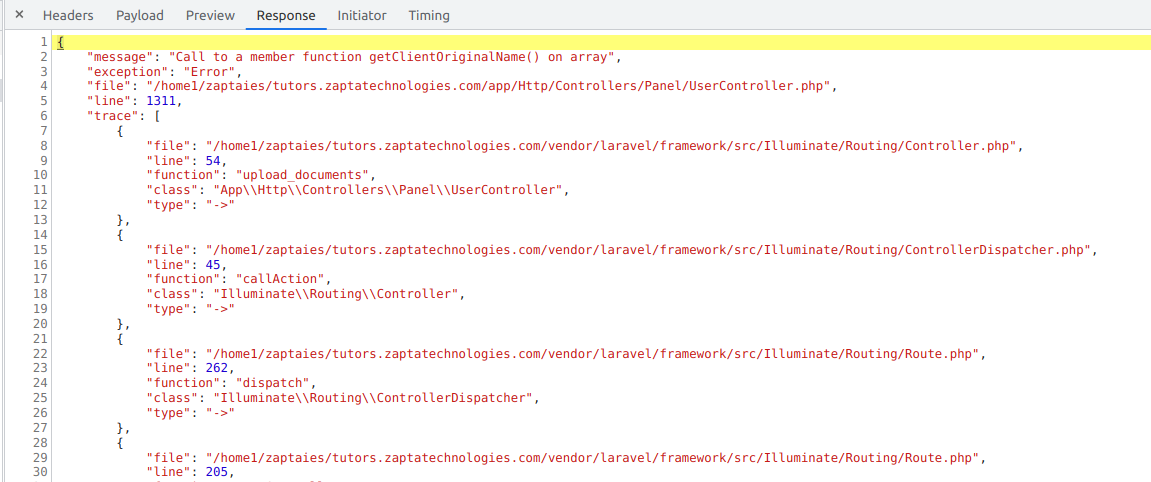 × Headers Payload Preview Response Initiator Timing
1 {
2 "message": "Call to a member function getClientOriginalName() on array",
3 "exception": "Error",
4 "file": "/home1/zaptaies/tutors.zaptatechnologies.com/app/Http/Controllers/Panel/UserController.php",
5 "line": 1311,
6 "trace": [
7 {
8 "file": "/home1/zaptaies/tutors.zaptatechnologies.com/vendor/laravel/framework/src/Illuminate/Routing/Controller.php",
9 "line": 54,
10 "function": "upload_documents",
11 "class": "App\\Http\\Controllers\\Panel\\UserController",
12 "type": "->"
13 },
14 {
15 "file": "/home1/zaptaies/tutors.zaptatechnologies.com/vendor/laravel/framework/src/Illuminate/Routing/ControllerDispatcher.php",
16 "line": 45,
17 "function": "callAction",
18 "class": "Illuminate\\Routing\\Controller",
19 "type": "->"
20 },
21 {
22 "file": "/home1/zaptaies/tutors.zaptatechnologies.com/vendor/laravel/framework/src/Illuminate/Routing/Route.php",
23 "line": 262,
24 "function": "dispatch",
25 "class": "Illuminate\\Routing\\ControllerDispatcher",
26 "type": "->"
27 },
28 {
29 "file": "/home1/zaptaies/tutors.zaptatechnologies.com/vendor/laravel/framework/src/Illuminate/Routing/Route.php",
30 "line": 205,